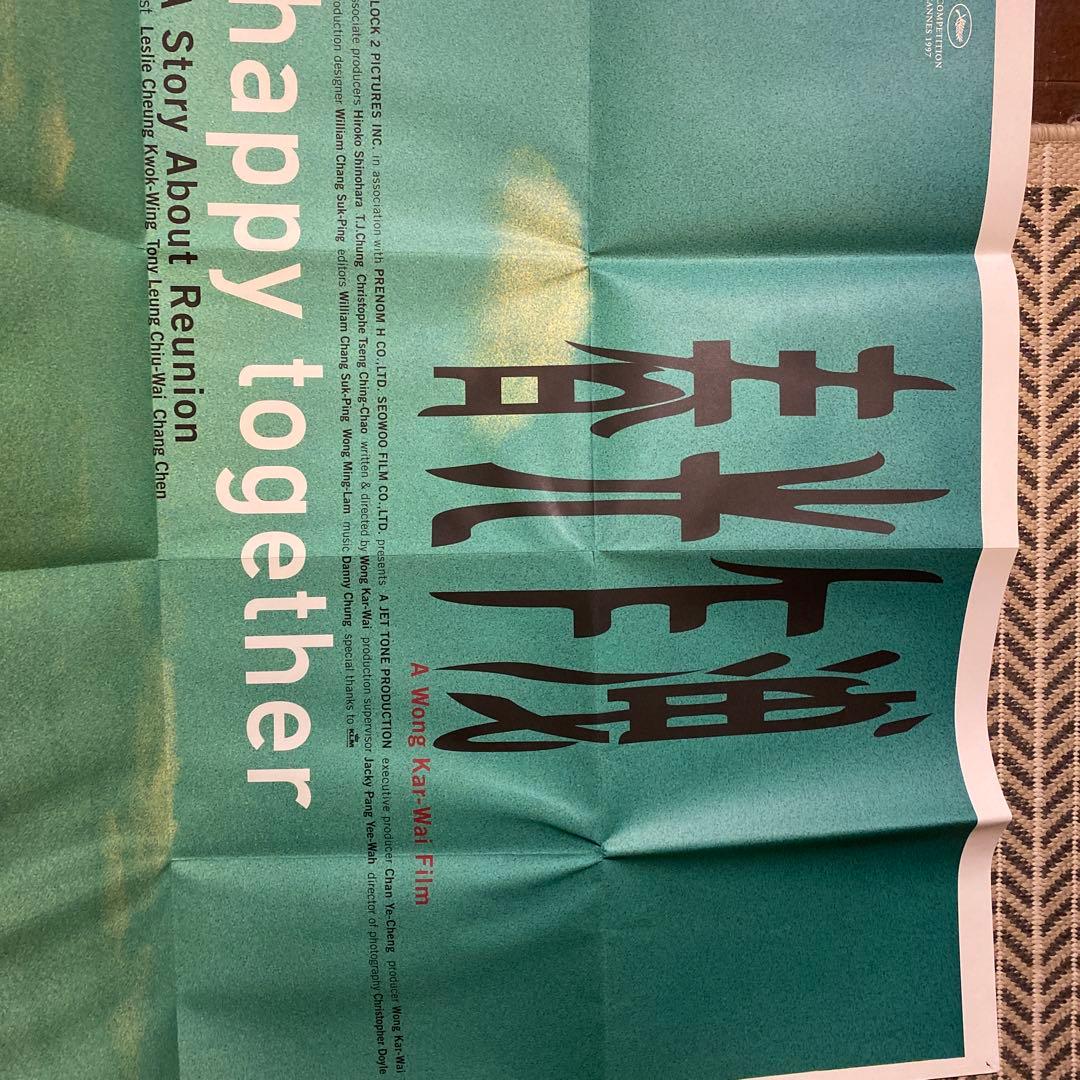 COMPETITION
ANNES 1997
春光乍洩
A Wong Kar-Wai Film
LOCK 2 PICTURES INC. in association with PRENOM H CO.,LTD. SEOWOO FILM CO.,LTD. presents A JET TONE PRODUCTION executive producer Chan Ye-Cheng producer Wong Kar-Wai
ssociate producers Hiroko Shinohara T.J.Chung Christophe Tseng Ching-Chao written & directed by Wong Kar-Wai production supervisor Jacky Pang Yee-Wah director of photography Christopher Doyle
oduction designer William Chang Suk-Ping editors William Chang Suk-Ping Wong Ming-Lam music Danny Chung special thanks to KLM
happy together
A Story About Reunion
st Leslie Cheung Kwok-Wing Tony Leung Chiu-Wai Chang Chen